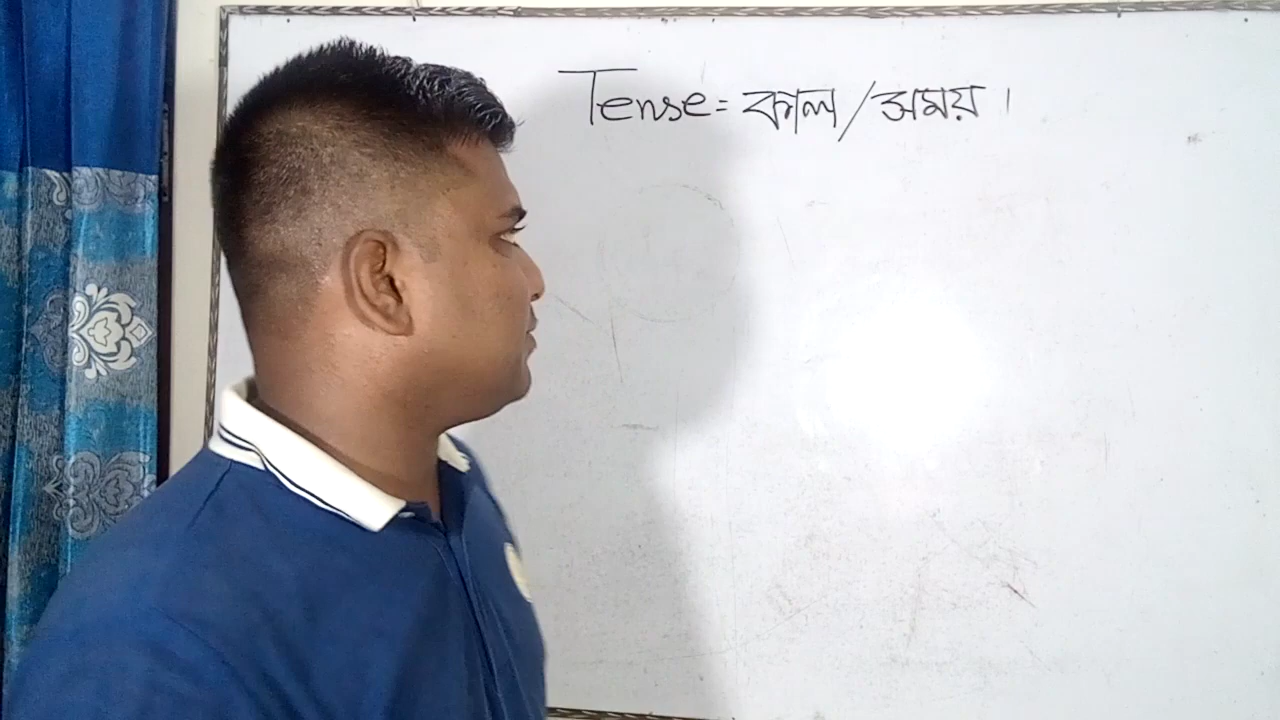 Tense = কাল / সময়।